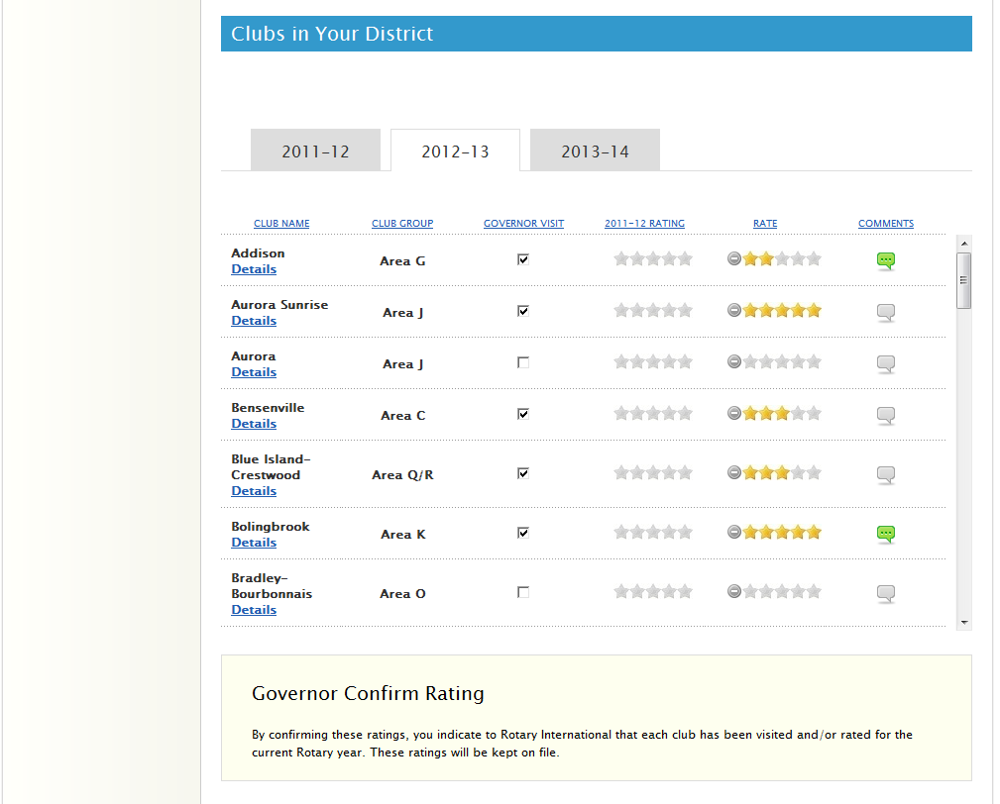 Clubs in Your District
2011-12 2012-13 2013-14
CLUB NAME CLUB GROUP GOVERNOR VISIT 2011-12 RATING RATE COMMENTS
Addison
Details
Area G
Aurora Sunrise
Details
Area J
Aurora
Details
Area J
Bensenville
Details
Area C
Blue Island-
Crestwood
Details
Area Q/R
Bolingbrook
Details
Area K
Bradley-
Bourbonnais
Details
Area O
Governor Confirm Rating
By confirming these ratings, you indicate to Rotary International that each club has been visited and/or rated for the
current Rotary year. These ratings will be kept on file.